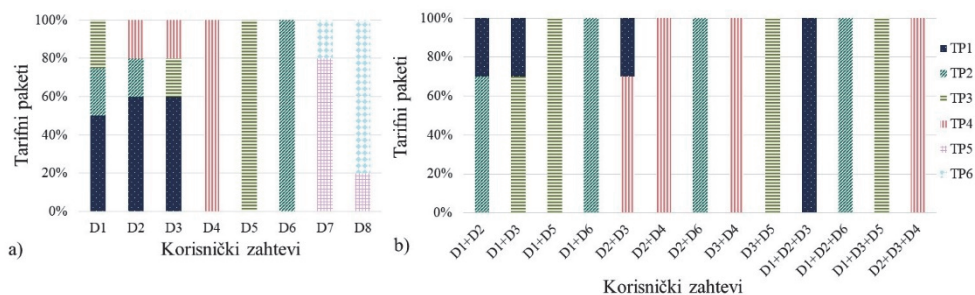 100%
80%
60%
40%
20%
0%
Tarifni paketi
D1 D2 D3 D4 D5 D6 D7 D8
Korisnički zahtevi
a)
100%
80%
60%
40%
20%
0%
Tarifni paketi
D1+D2
D1+D3
D1+D5
D1+D6
D2+D3
D2+D4
D2+D6
D3+D4
D3+D5
D1+D2+D3
D1+D2+D6
D1+D3+D5
D2+D3+D4
Korisnički zahtevi
b)
TP1
TP2
TP3
TP4
TP5
TP6